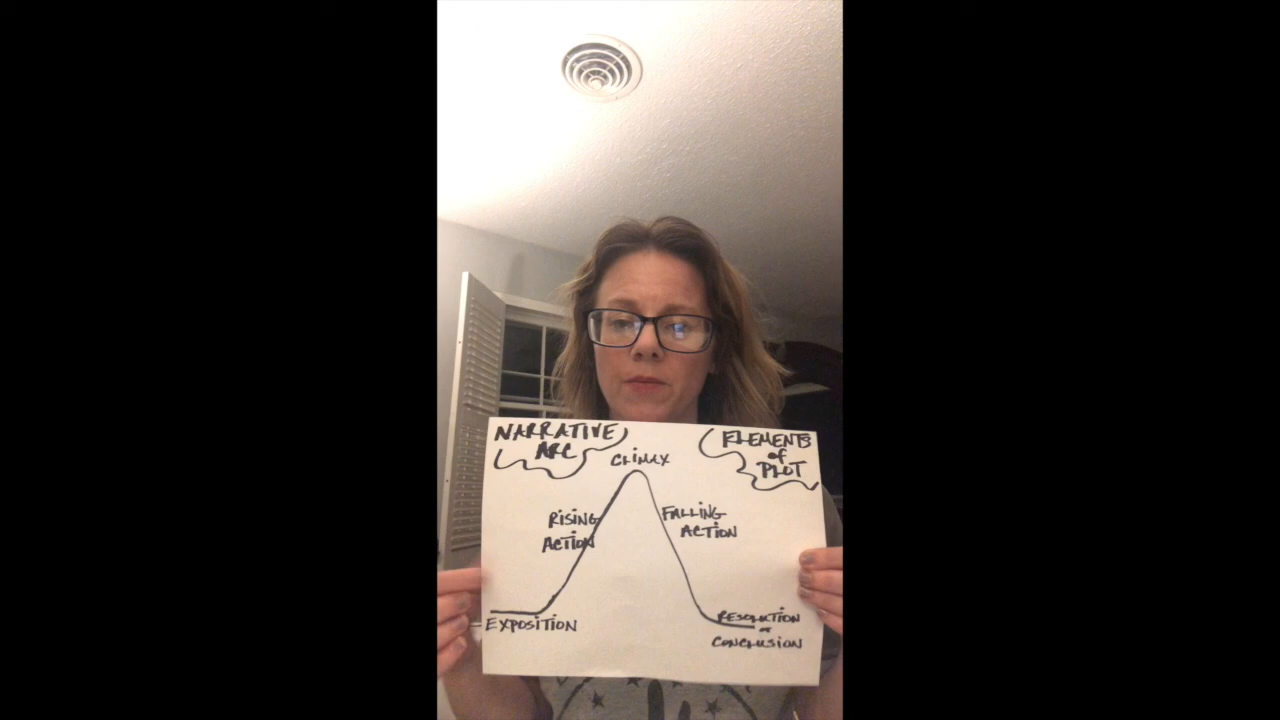 NARRATIVE
ARC
ELEMENTS
of
PLOT
CLIMAX
RISING
ACTION
FALLING
ACTION
EXPOSITION
RESOLUTION
or
CONCLUSION